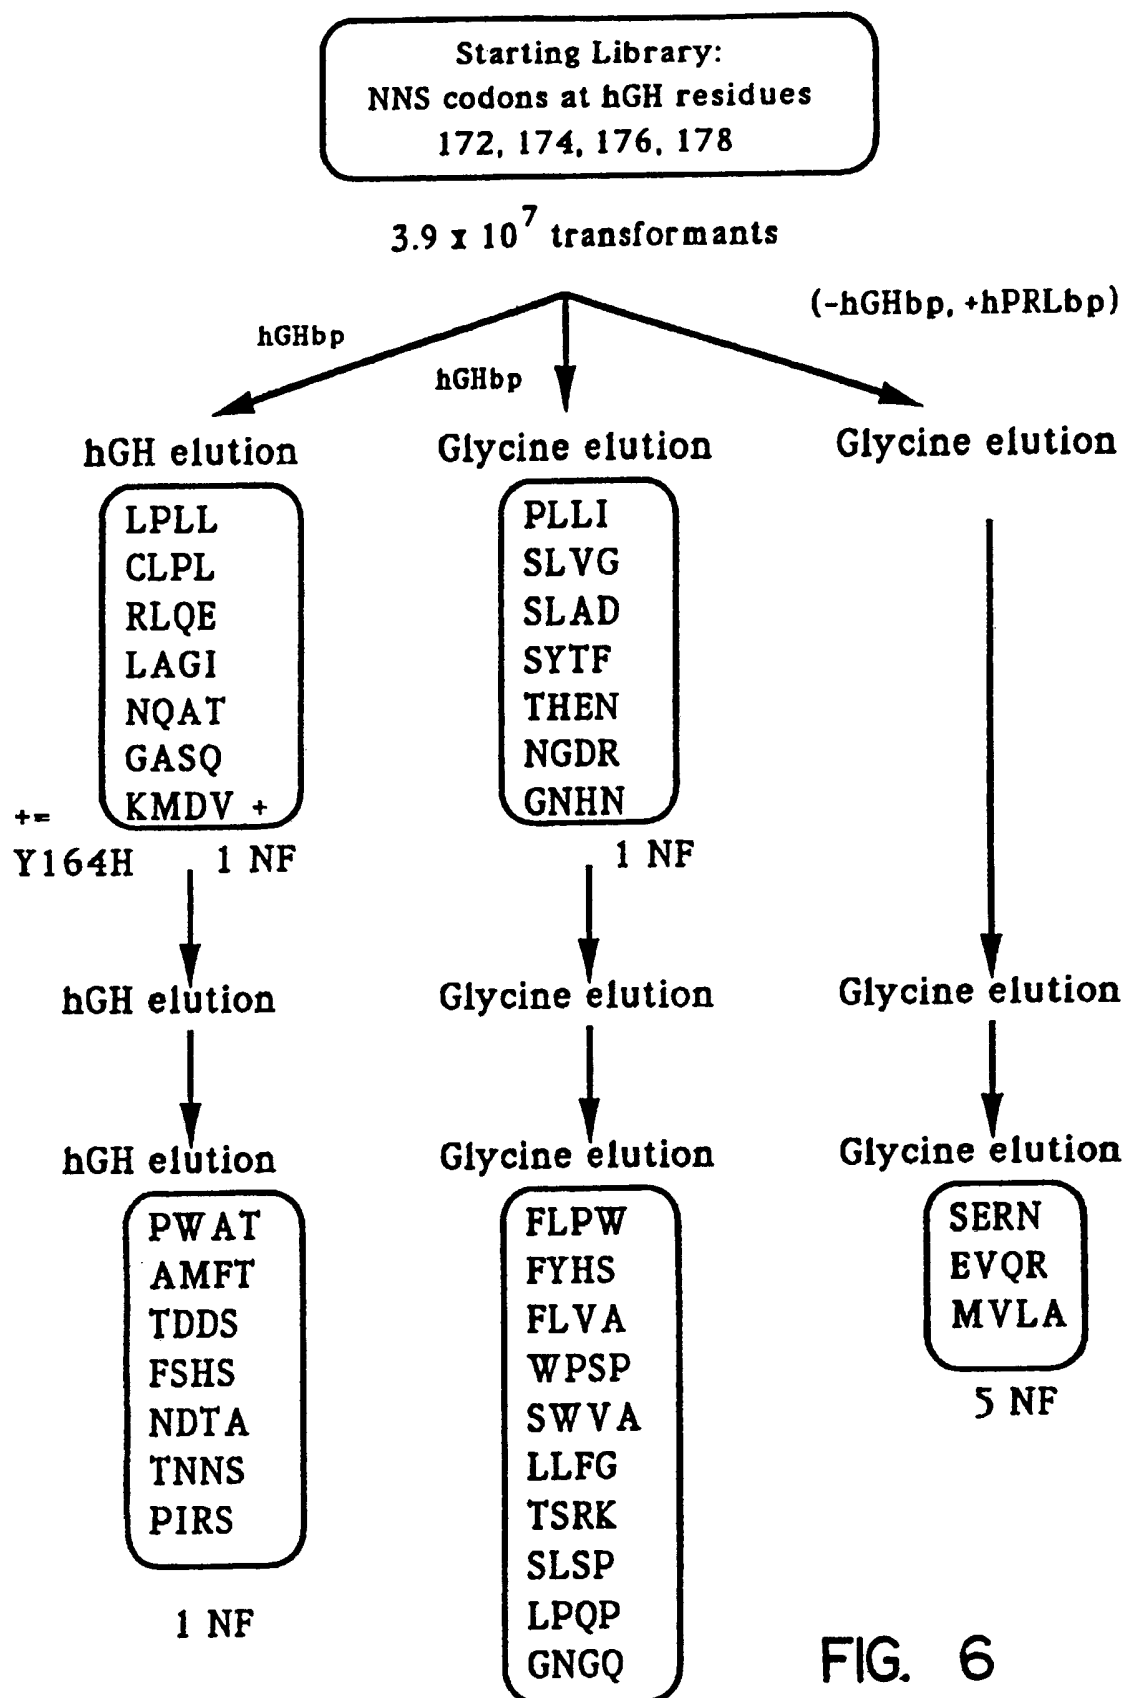 Starting Library:
NNS codons at hGH residues
172, 174, 176, 178
3.9 x 10^7 transformants
(-hGHbp, +hPRLbp)
hGHbp
hGHbp
hGH elution
LPLL
CLPL
RLQE
LAGI
NQAT
GASQ
KMDV +
+=
Y164H
1 NF
hGH elution
hGH elution
PWAT
AMFT
TDDS
FSHS
NDTA
TNNS
PIRS
1 NF
Glycine elution
PLLI
SLVG
SLAD
SYTF
THEN
NGDR
GNHN
1 NF
Glycine elution
Glycine elution
FLPW
FYHS
FLVA
WPSP
SWVA
LLFG
TSRK
SLSP
LPQP
GNGQ
Glycine elution
Glycine elution
Glycine elution
SERN
EVQR
MVLA
5 NF
FIG. 6